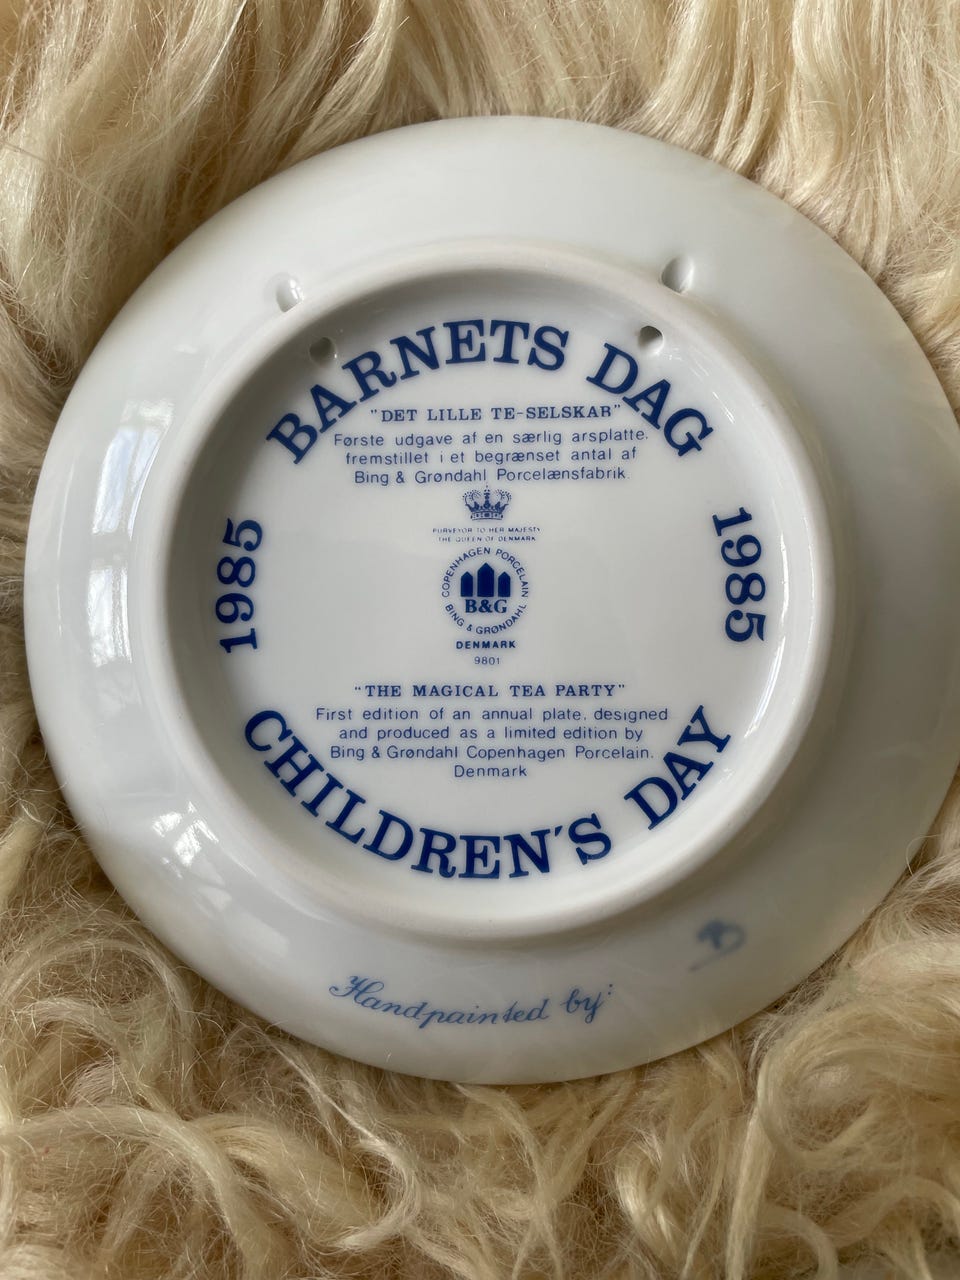 BARNETS DAG
"DET LILLE TE-SELSKAR"
Første udgave af en særlig arsplatte.
fremstillet i et begrænset antal af
Bing & Grøndahl Porcelænsfabrik.
PURVEYOR TO HER MAJESTY
THE QUEEN OF DENMARK
COPENHAGEN PORCELAIN
B&G
BING & GRØNDAHL
DENMARK
9801
1985
1985
"THE MAGICAL TEA PARTY"
First edition of an annual plate, designed
and produced as a limited edition by
Bing & Grøndahl Copenhagen Porcelain.
Denmark
CHILDREN'S DAY
Handpainted by: